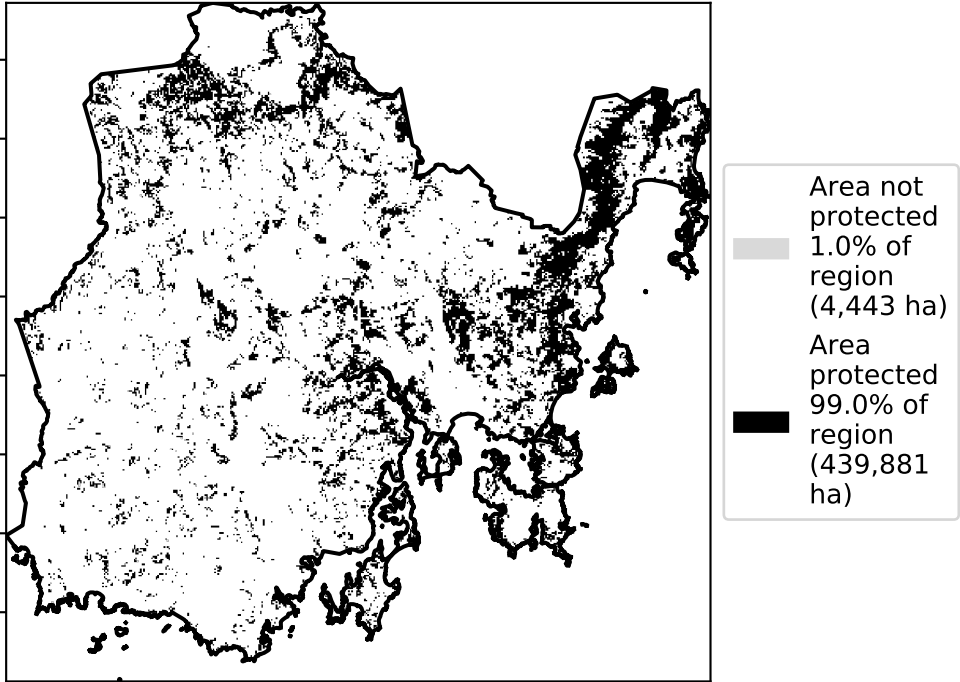 Area not
protected
1.0% of
region
(4,443 ha)
Area
protected
99.0% of
region
(439,881
ha)